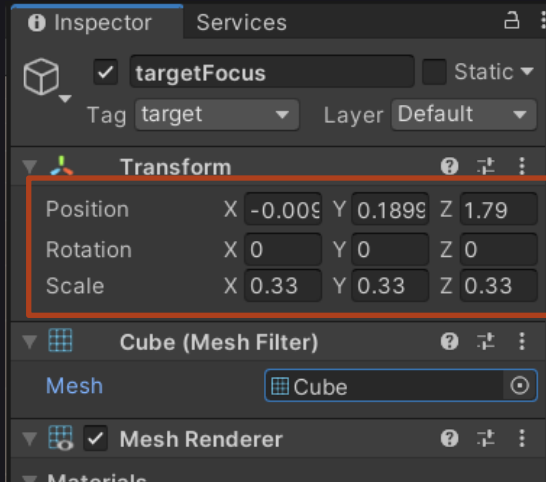 Inspector Services
targetFocus Static
Tag target Layer Default
Transform
Position X -0.009 Y 0.1899 Z 1.79
Rotation X 0 Y 0 Z 0
Scale X 0.33 Y 0.33 Z 0.33
Cube (Mesh Filter)
Mesh Cube
Mesh Renderer
Materials